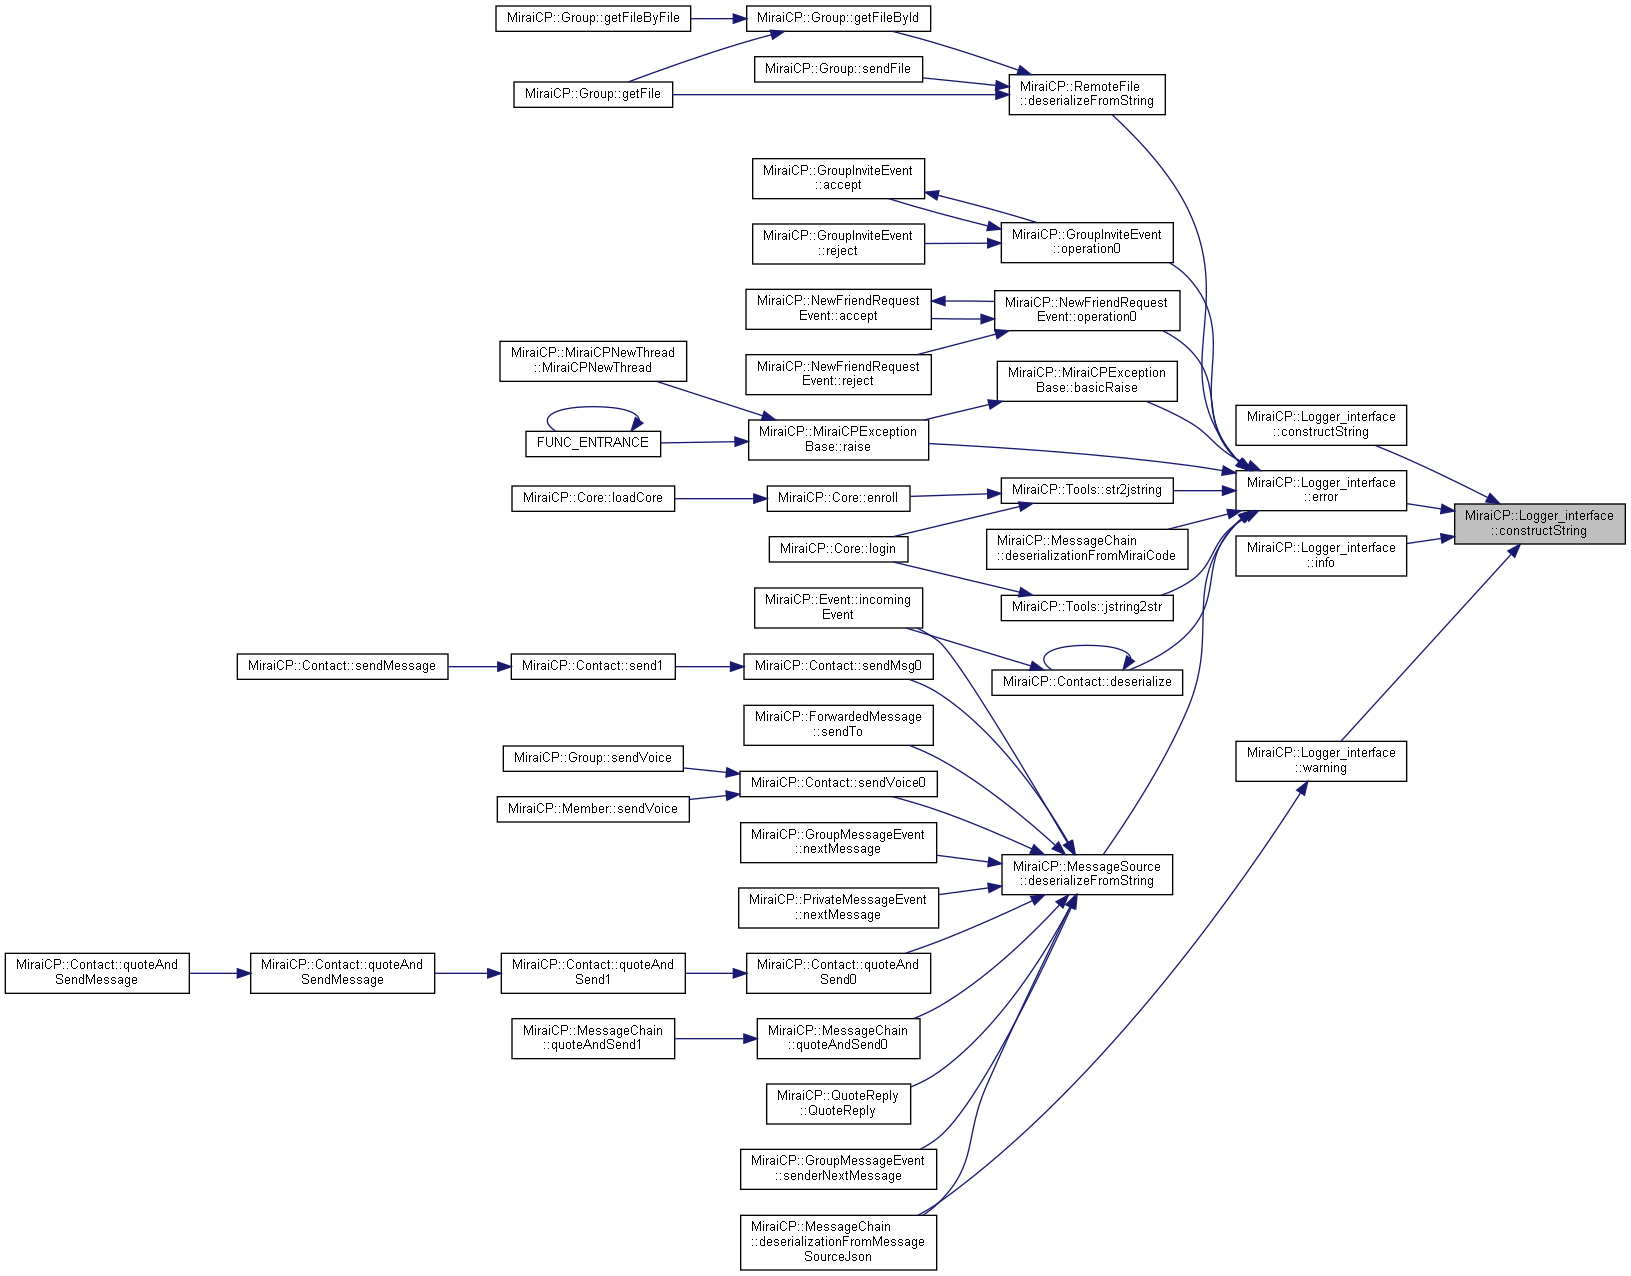 MiraiCP::Group::getFileByFile
MiraiCP::Group::getFileById
MiraiCP::Group::sendFile
MiraiCP::Group::getFile
MiraiCP::RemoteFile
::deserializeFromString
MiraiCP::GroupInviteEvent
::accept
MiraiCP::GroupInviteEvent
::reject
MiraiCP::GroupInviteEvent
::operation0
MiraiCP::NewFriendRequest
Event::accept
MiraiCP::NewFriendRequest
Event::operation0
MiraiCP::MiraiCPNewThread
::MiraiCPNewThread
MiraiCP::NewFriendRequest
Event::reject
MiraiCP::MiraiCPException
Base::basicRaise
FUNC_ENTRANCE
MiraiCP::MiraiCPException
Base::raise
MiraiCP::Logger_interface
::constructString
MiraiCP::Core::loadCore
MiraiCP::Core::enroll
MiraiCP::Tools::str2jstring
MiraiCP::Logger_interface
::error
MiraiCP::Logger_interface
::constructString
MiraiCP::Core::login
MiraiCP::MessageChain
::deserializationFromMiraiCode
MiraiCP::Logger_interface
::info
MiraiCP::Event::incoming
Event
MiraiCP::Tools::jstring2str
MiraiCP::Contact::sendMessage
MiraiCP::Contact::send1
MiraiCP::Contact::sendMsg0
MiraiCP::Contact::deserialize
MiraiCP::ForwardedMessage
::sendTo
MiraiCP::Group::sendVoice
MiraiCP::Contact::sendVoice0
MiraiCP::Member::sendVoice
MiraiCP::Logger_interface
::warning
MiraiCP::GroupMessageEvent
::nextMessage
MiraiCP::PrivateMessageEvent
::nextMessage
MiraiCP::MessageSource
::deserializeFromString
MiraiCP::Contact::quoteAnd
SendMessage
MiraiCP::Contact::quoteAnd
SendMessage
MiraiCP::Contact::quoteAnd
Send1
MiraiCP::Contact::quoteAnd
Send0
MiraiCP::MessageChain
::quoteAndSend1
MiraiCP::MessageChain
::quoteAndSend0
MiraiCP::QuoteReply
::QuoteReply
MiraiCP::GroupMessageEvent
::senderNextMessage
MiraiCP::MessageChain
::deserializationFromMessage
SourceJson